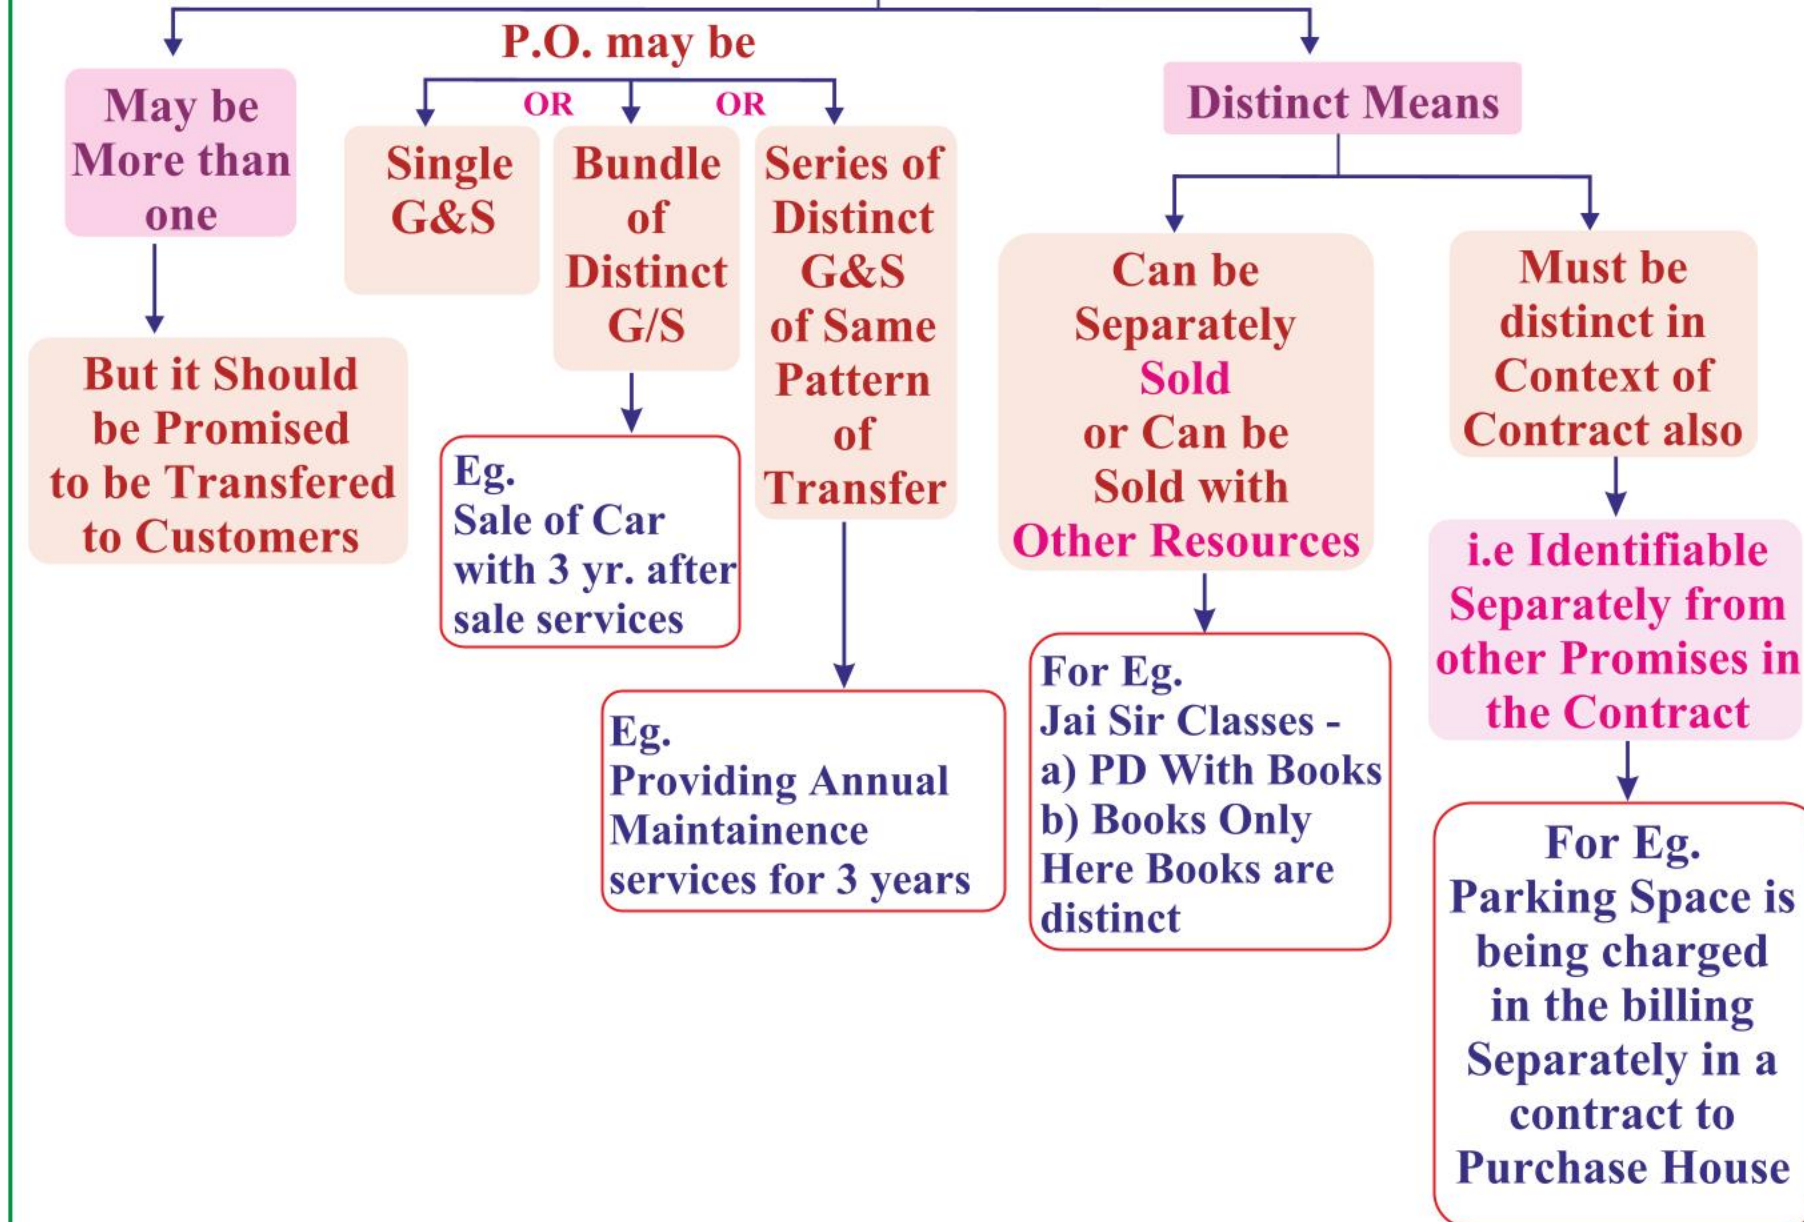 P.O. may be
May be
More than
one
But it Should
be Promised
to be Transfered
to Customers
OR
OR
Single
G&S
Bundle
of
Distinct
G/S
Eg.
Sale of Car
with 3 yr. after
sale services
Series of
Distinct
G&S
of Same
Pattern
of
Transfer
Eg.
Providing Annual
Maintainence
services for 3 years
Distinct Means
Can be
Separately
Sold
or Can be
Sold with
Other Resources
For Eg.
Jai Sir Classes -
a) PD With Books
b) Books Only
Here Books are
distinct
Must be
distinct in
Context of
Contract also
i.e Identifiable
Separately from
other Promises in
the Contract
For Eg.
Parking Space is
being charged
in the billing
Separately in a
contract to
Purchase House